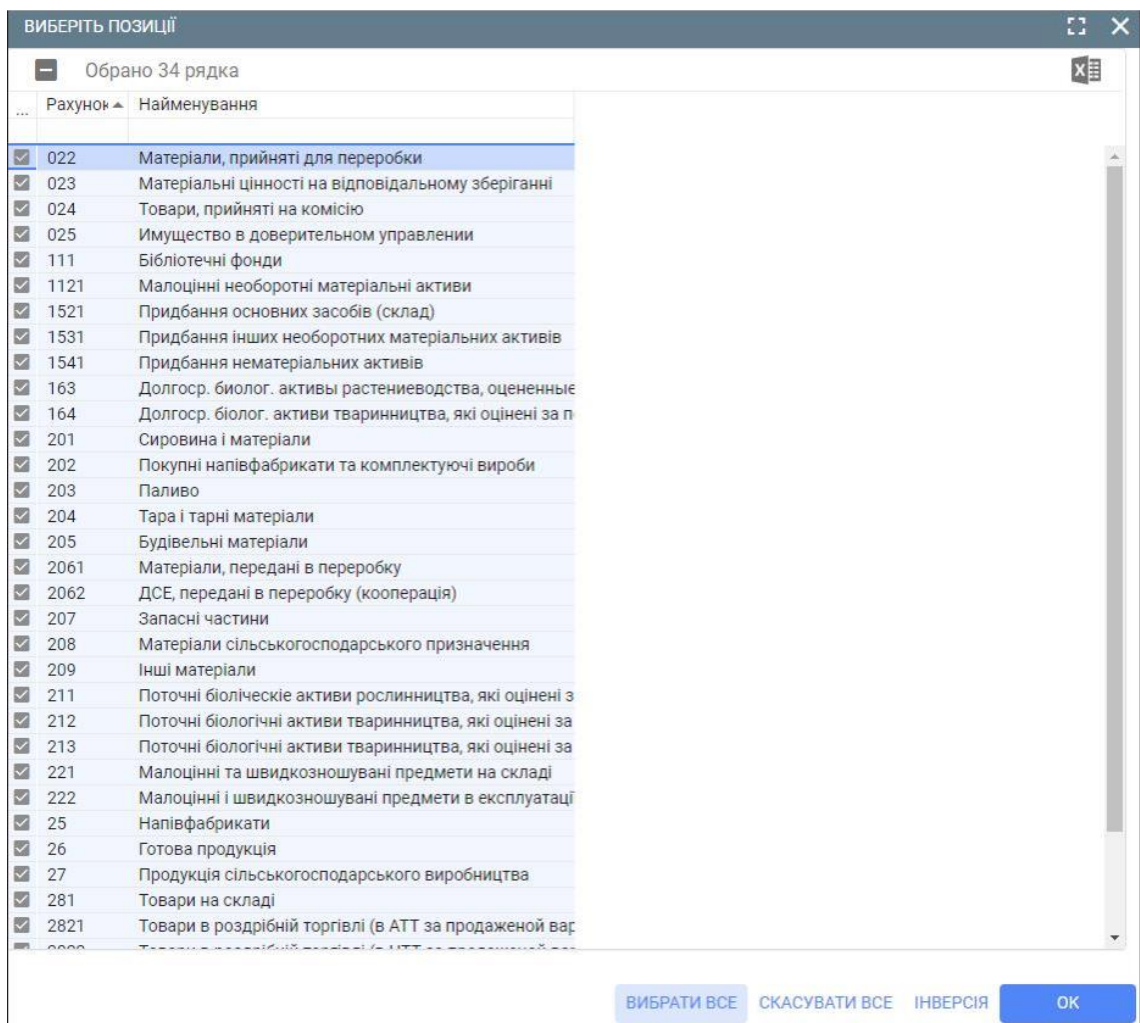 ВИБЕРІТЬ ПОЗИЦІЇ
Обрано 34 рядка
... Рахунок Найменування
022 Матеріали, прийняті для переробки
023 Матеріальні цінності на відповідальному зберіганні
024 Товари, прийняті на комісію
025 Имущество в доверительном управлении
111 Бібліотечні фонди
1121 Малоцінні необоротні матеріальні активи
1521 Придбання основних засобів (склад)
1531 Придбання інших необоротних матеріальних активів
1541 Придбання нематеріальних активів
163 Долгоср. биолог. активы растениеводства, оцененные
164 Долгоср. біолог. активи тваринництва, які оцінені за п
201 Сировина і матеріали
202 Покупні напівфабрикати та комплектуючі вироби
203 Паливо
204 Тара і тарні матеріали
205 Будівельні матеріали
2061 Матеріали, передані в переробку
2062 ДСЕ, передані в переробку (кооперація)
207 Запасні частини
208 Матеріали сільськогосподарського призначення
209 Інші матеріали
211 Поточні біоліческіе активи рослинництва, які оцінені з
212 Поточні біологічні активи тваринництва, які оцінені за
213 Поточні біологічні активи тваринництва, які оцінені за
221 Малоцінні та швидкозношувані предмети на складі
222 Малоцінні і швидкозношувані предмети в експлуатації
25 Напівфабрикати
26 Готова продукція
27 Продукція сільськогосподарського виробництва
281 Товари на складі
2821 Товари в роздрібній торгівлі (в АТТ за продаженой вар
ВИБРАТИ ВСЕ СКАСУВАТИ ВСЕ ІНВЕРСІЯ OK